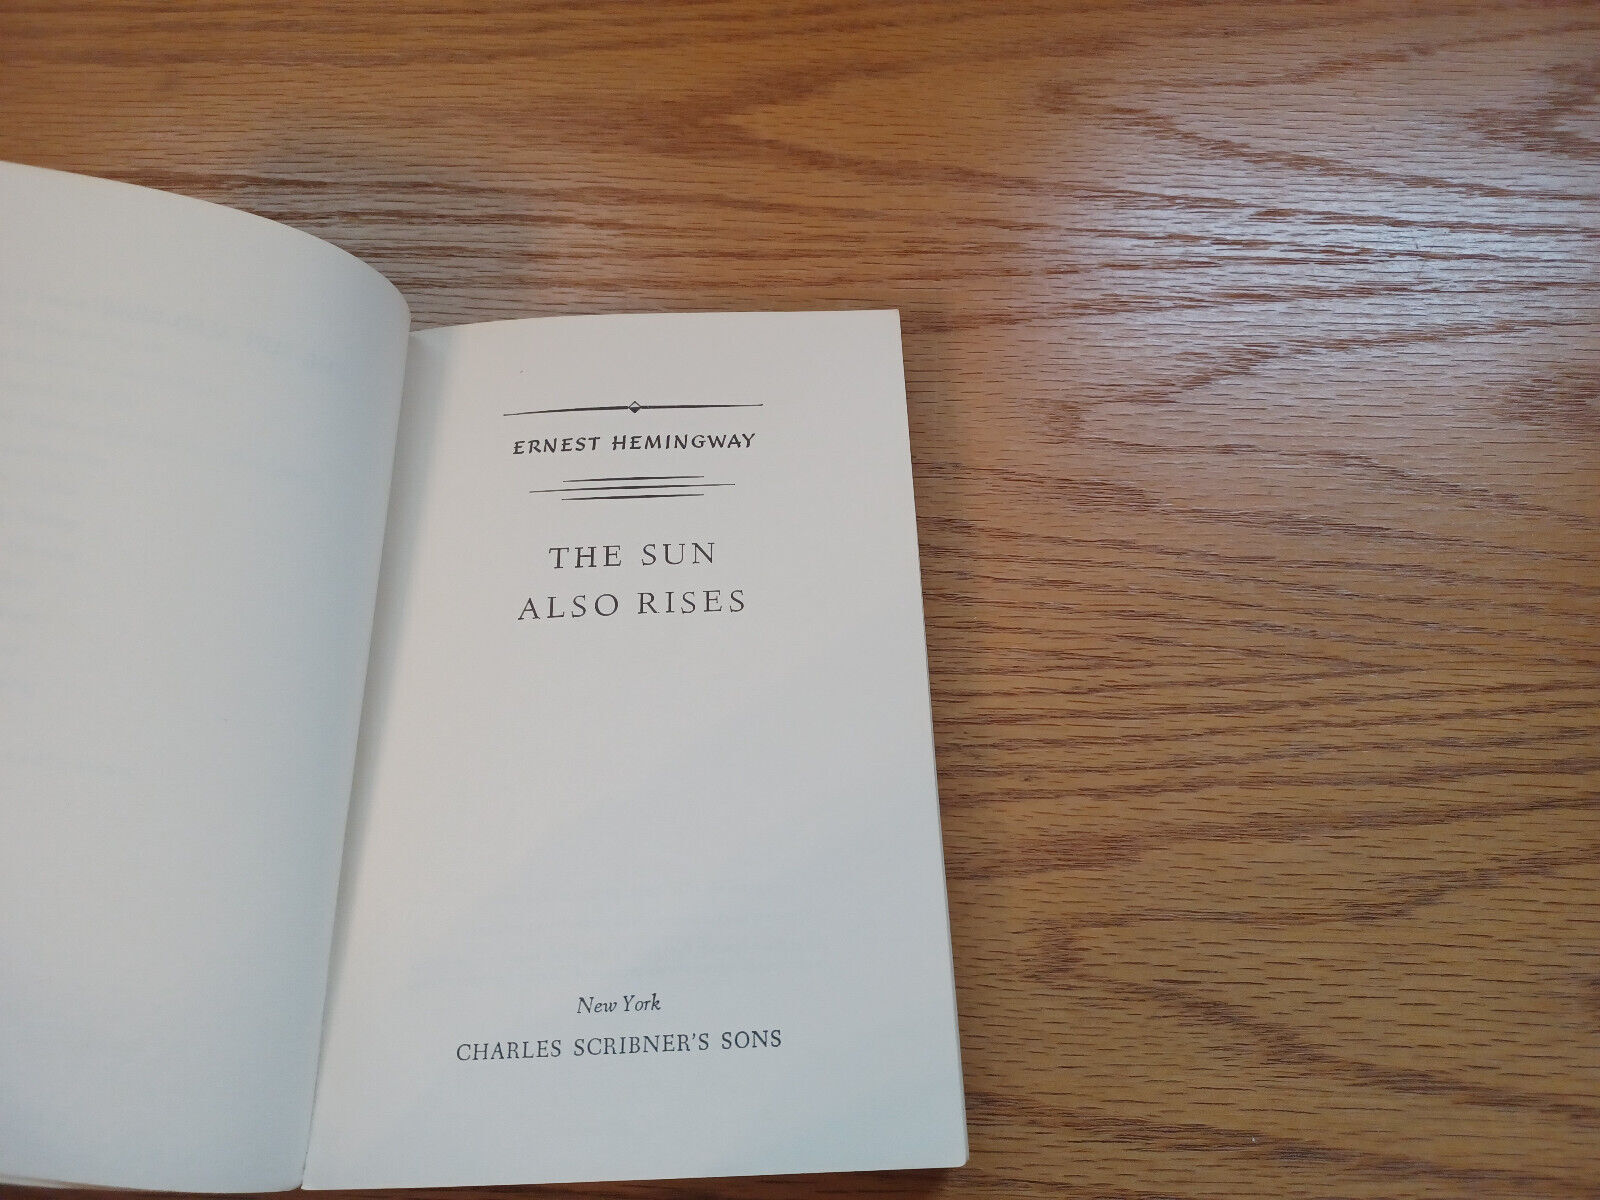 ERNEST HEMINGWAY
THE SUN
ALSO RISES
New York
CHARLES SCRIBNER'S SONS